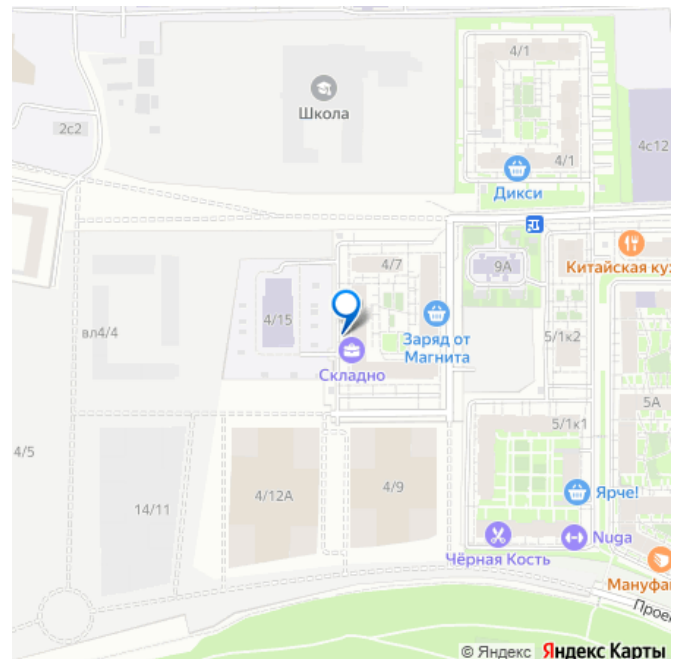 4/1
Школа
2с2
4с12
4/1
Дикси
Китайская кух
4/7
9А
4/15
Заряд от
Магнита
вл4/4
5/1к2
Складно
5А
5/1к1
4/5
4/12А
4/9
14/11
Ярче!
Чёрная Кость
Nuga
Мануфа
Проек
© Яндекс Яндекс Карты